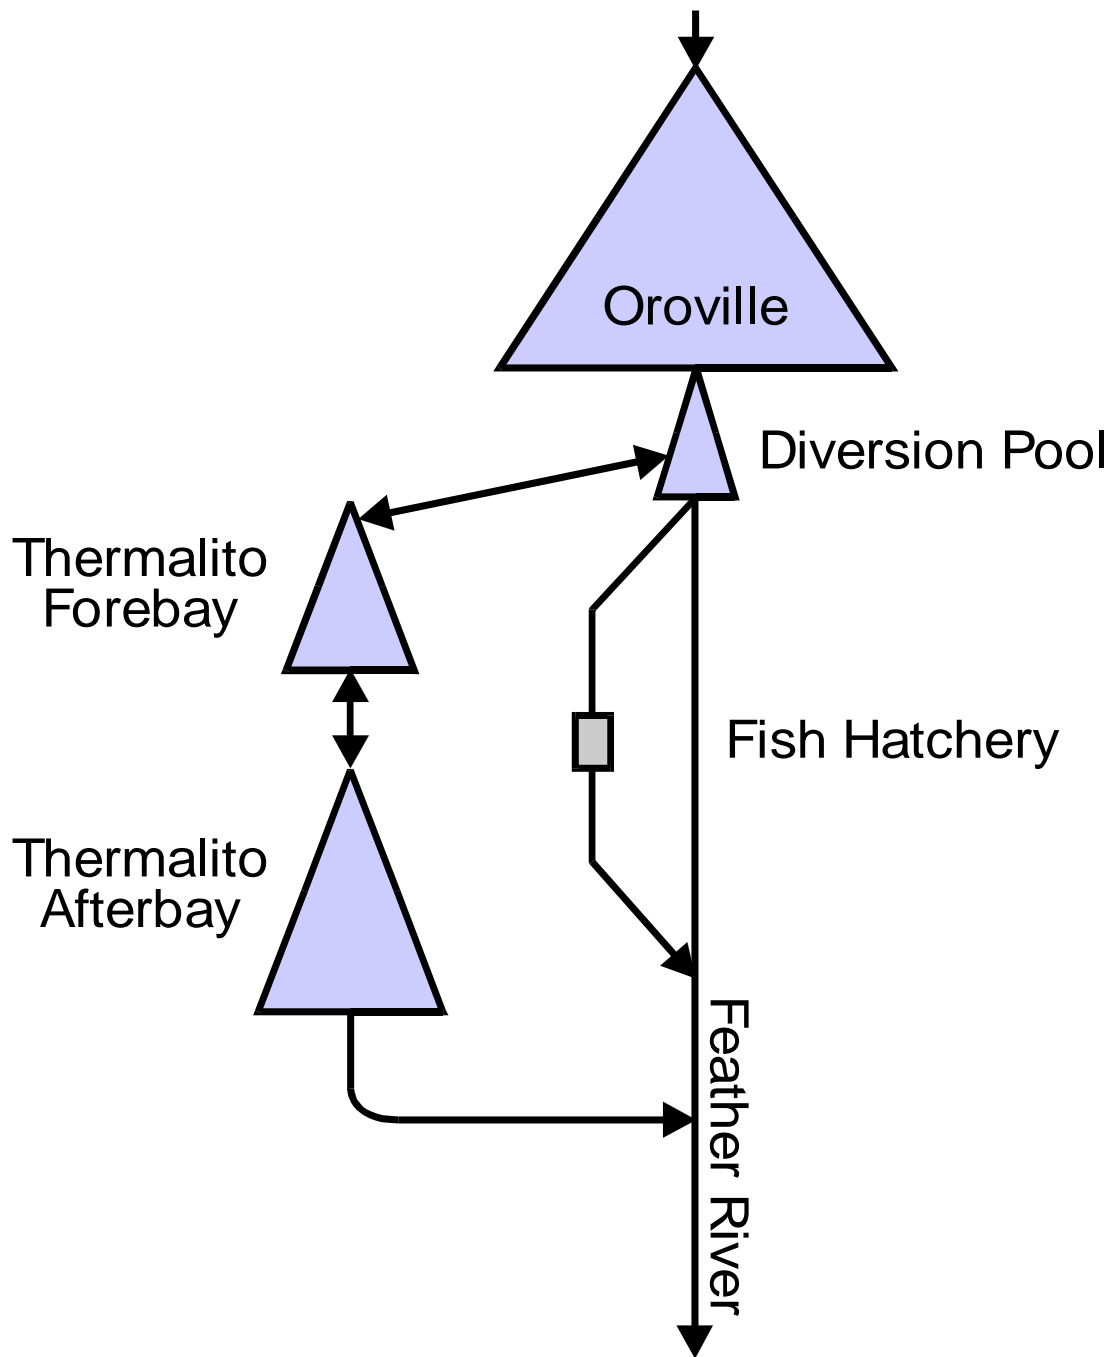 Oroville
Diversion Pool
Thermalito
Forebay
Fish Hatchery
Thermalito
Afterbay
Feather River